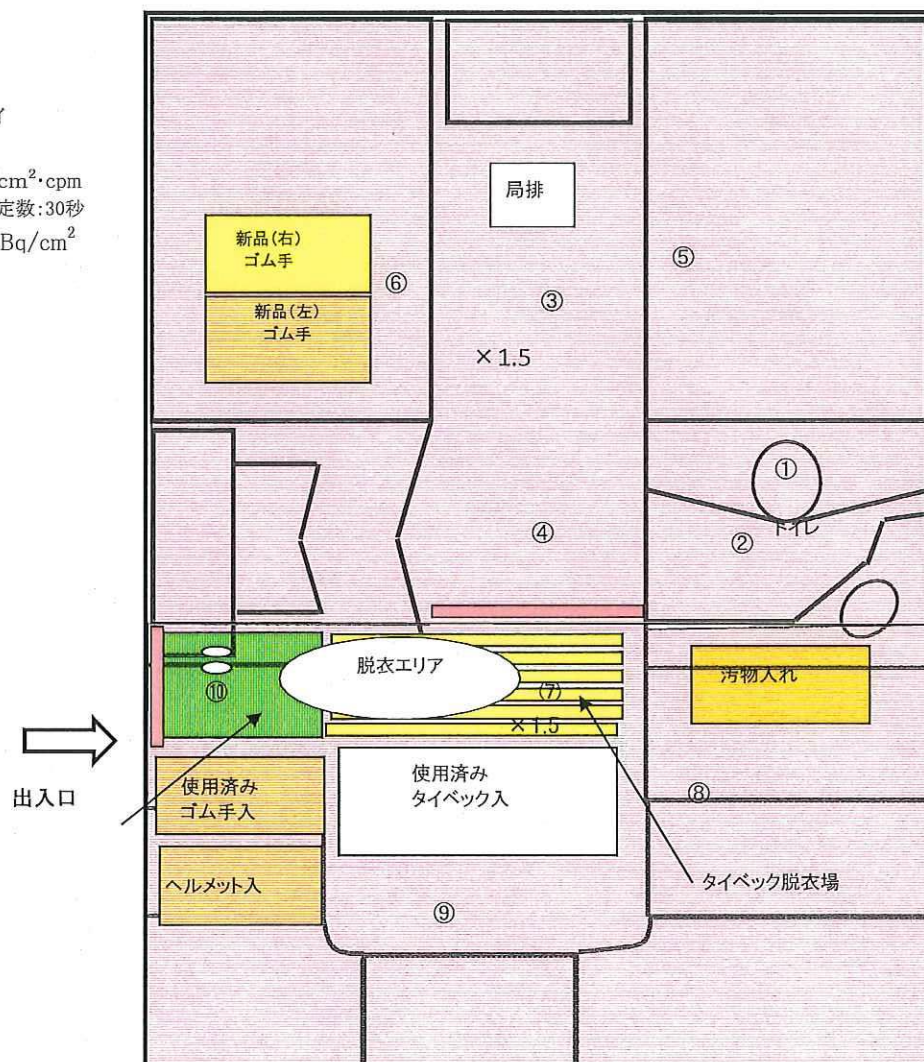 cm²・cpm
定数:30秒
Bq/cm²
局排
新品(右)
ゴム手
⑥
③
⑤
新品(左)
ゴム手
×1.5
①
④
②
トイレ
脱衣エリア
⑩
⑦
汚物入れ
×1.5
出入口
使用済み
ゴム手入
使用済み
タイベック入
⑧
ヘルメット入
タイベック脱衣場
⑨